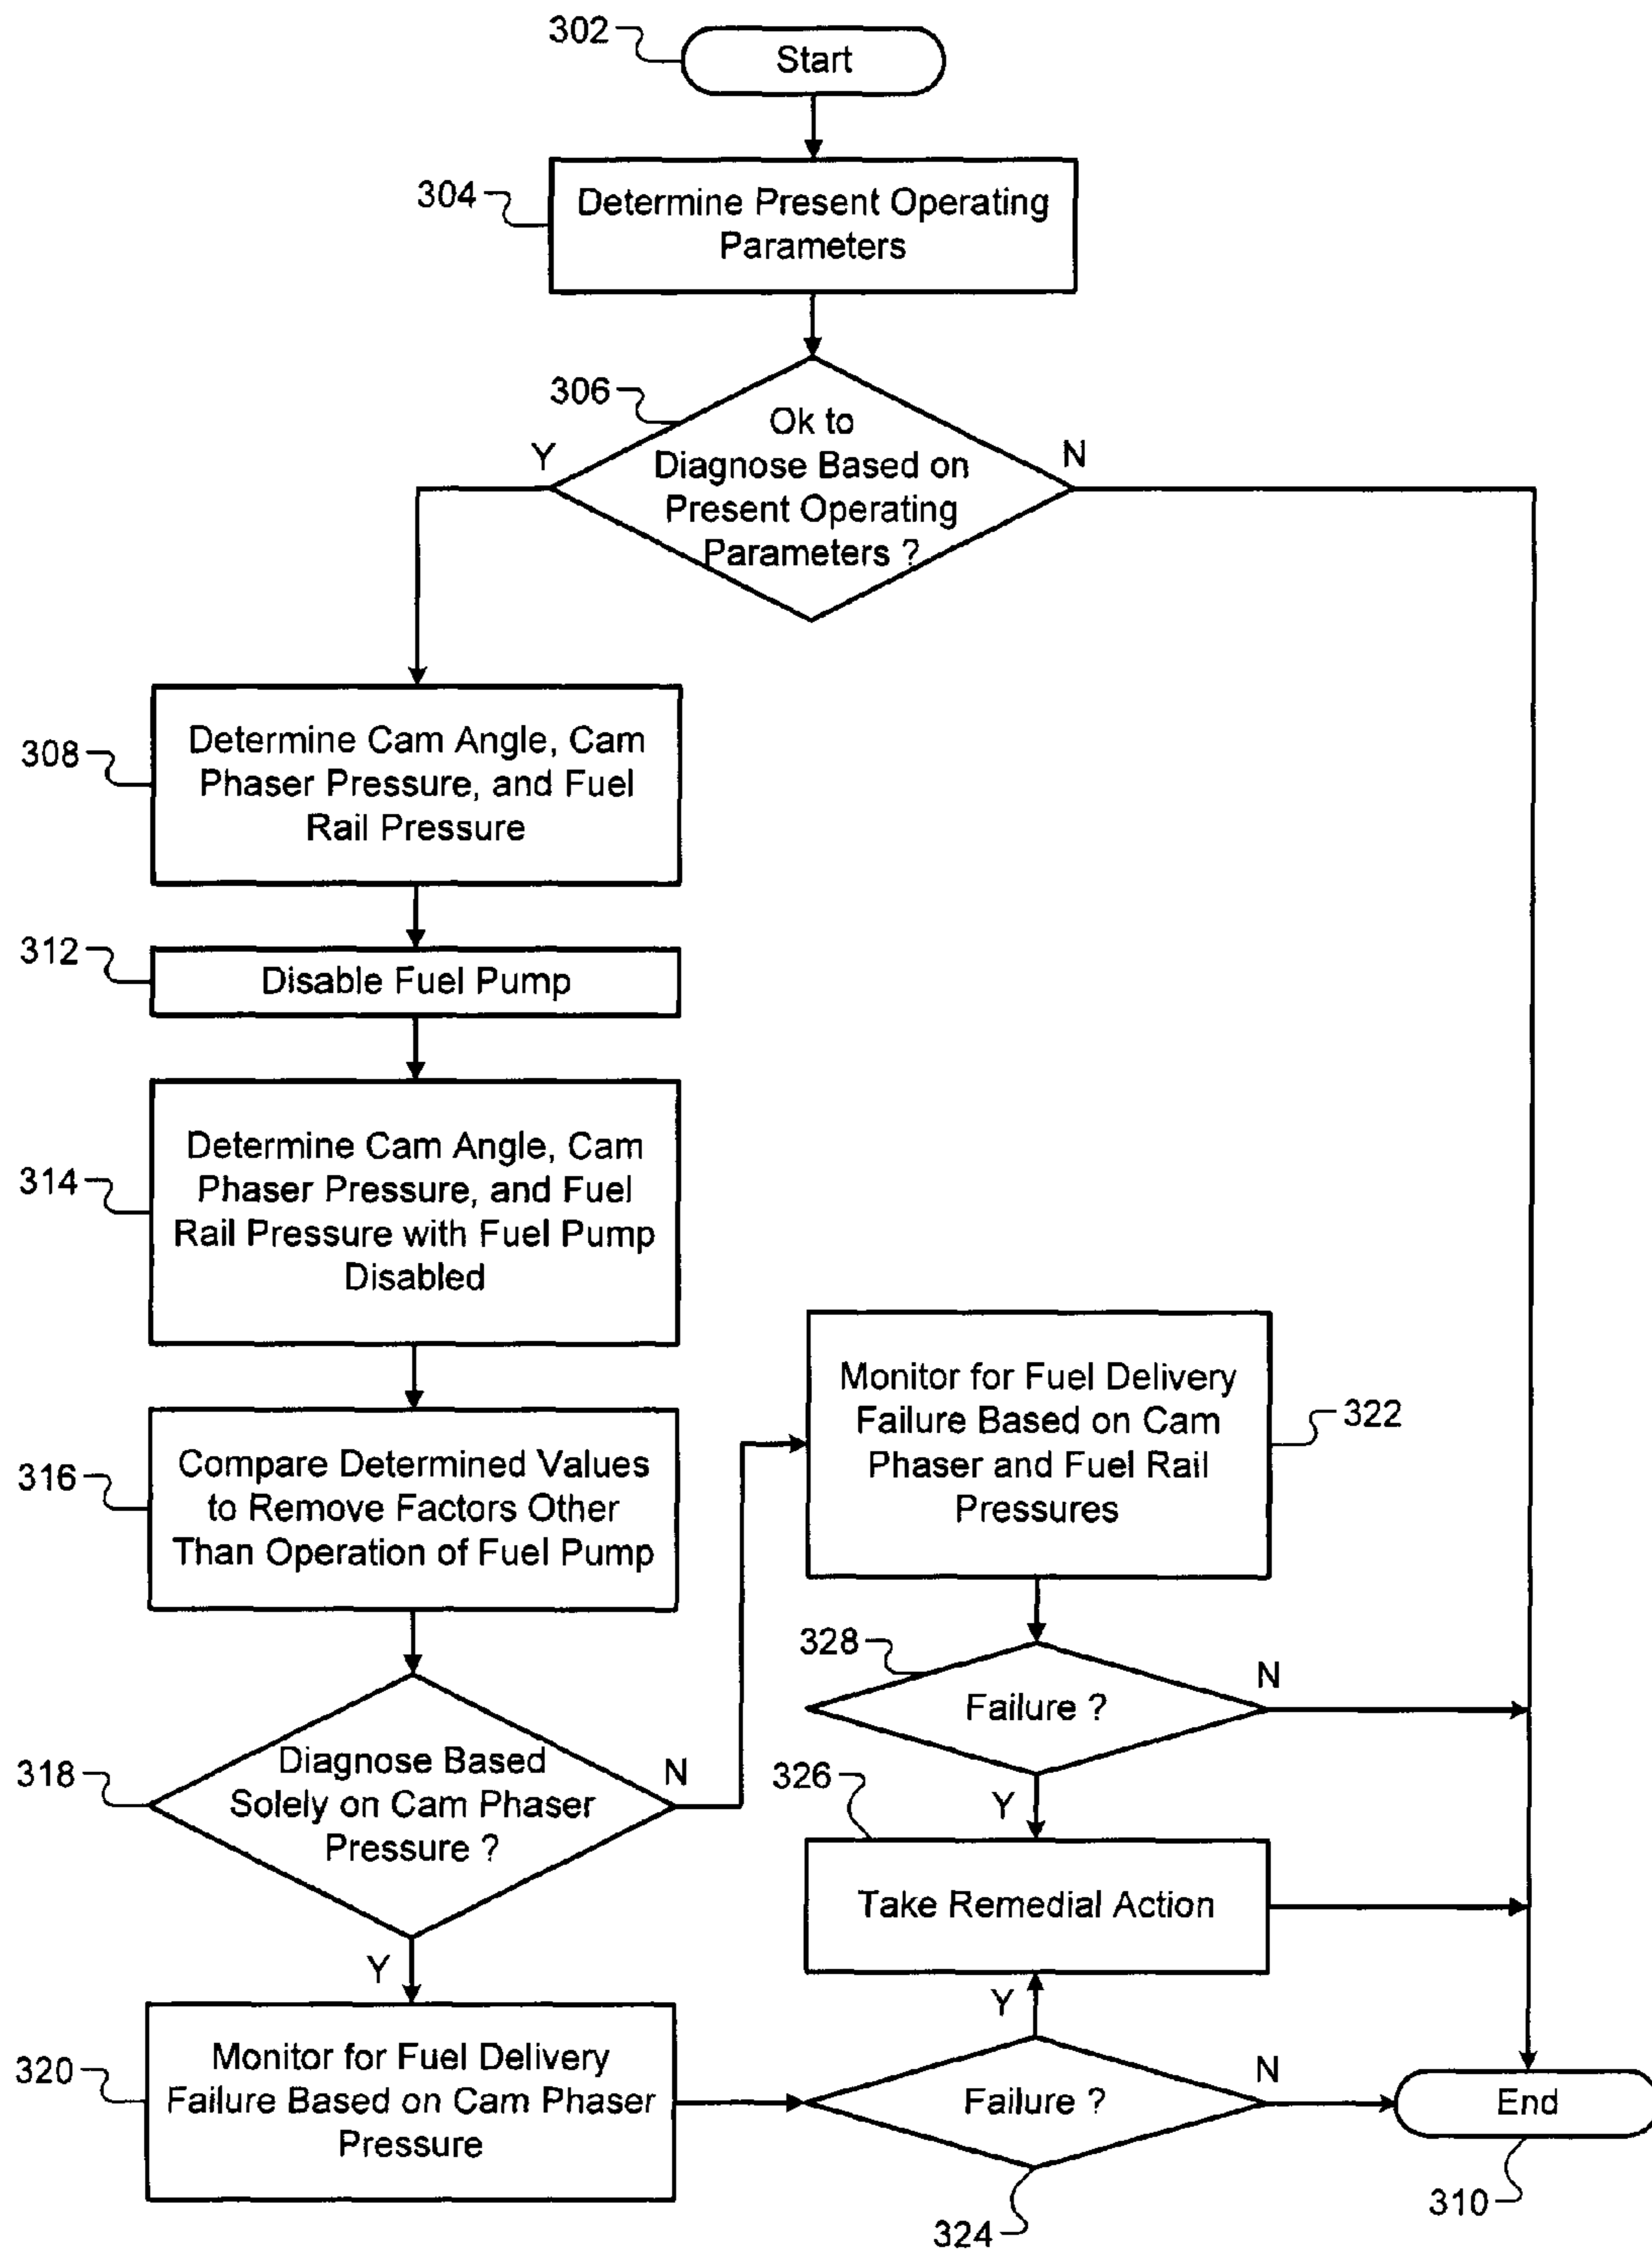 302
Start
304
Determine Present Operating
Parameters
306
Ok to
Diagnose Based on
Present Operating
Parameters ?
Y
N
308
Determine Cam Angle, Cam
Phaser Pressure, and Fuel
Rail Pressure
312
Disable Fuel Pump
314
Determine Cam Angle, Cam
Phaser Pressure, and Fuel
Rail Pressure with Fuel Pump
Disabled
316
Compare Determined Values
to Remove Factors Other
Than Operation of Fuel Pump
318
Diagnose Based
Solely on Cam Phaser
Pressure ?
N
Y
322
Monitor for Fuel Delivery
Failure Based on Cam
Phaser and Fuel Rail
Pressures
328
Failure ?
N
Y
326
Take Remedial Action
320
Monitor for Fuel Delivery
Failure Based on Cam Phaser
Pressure
Y
Failure ?
N
324
End
310